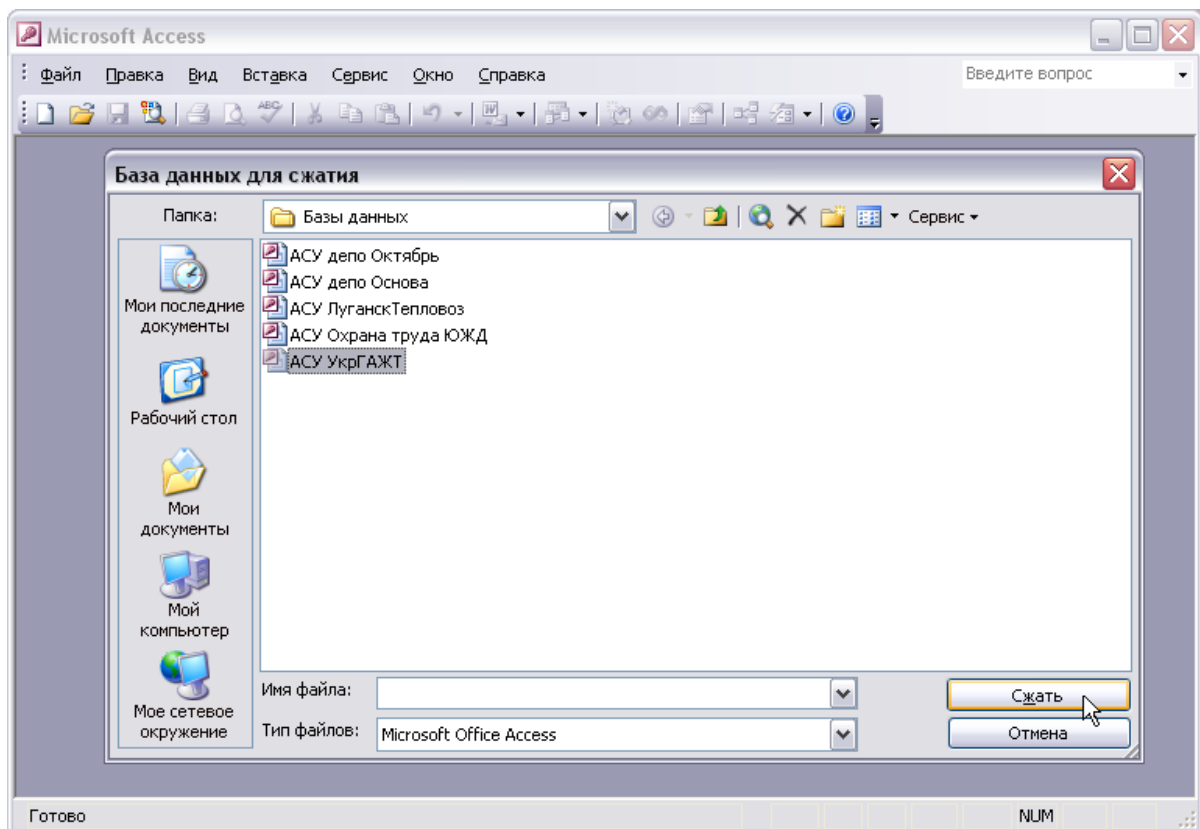 Microsoft Access
Файл Правка Вид Вставка Сервис Окно Справка Введите вопрос
ABC W
База данных для сжатия
Папка: Базы данных Сервис
АСУ депо Октябрь
АСУ депо Основа
АСУ ЛуганскТепловоз
АСУ Охрана труда ЮЖД
АСУ УкрГАЖТ
Мои последние
документы
Рабочий стол
Мои
документы
Мой
компьютер
Мое сетевое
окружение
Имя файла: Сжать
Тип файлов: Microsoft Office Access Отмена
Готово NUM